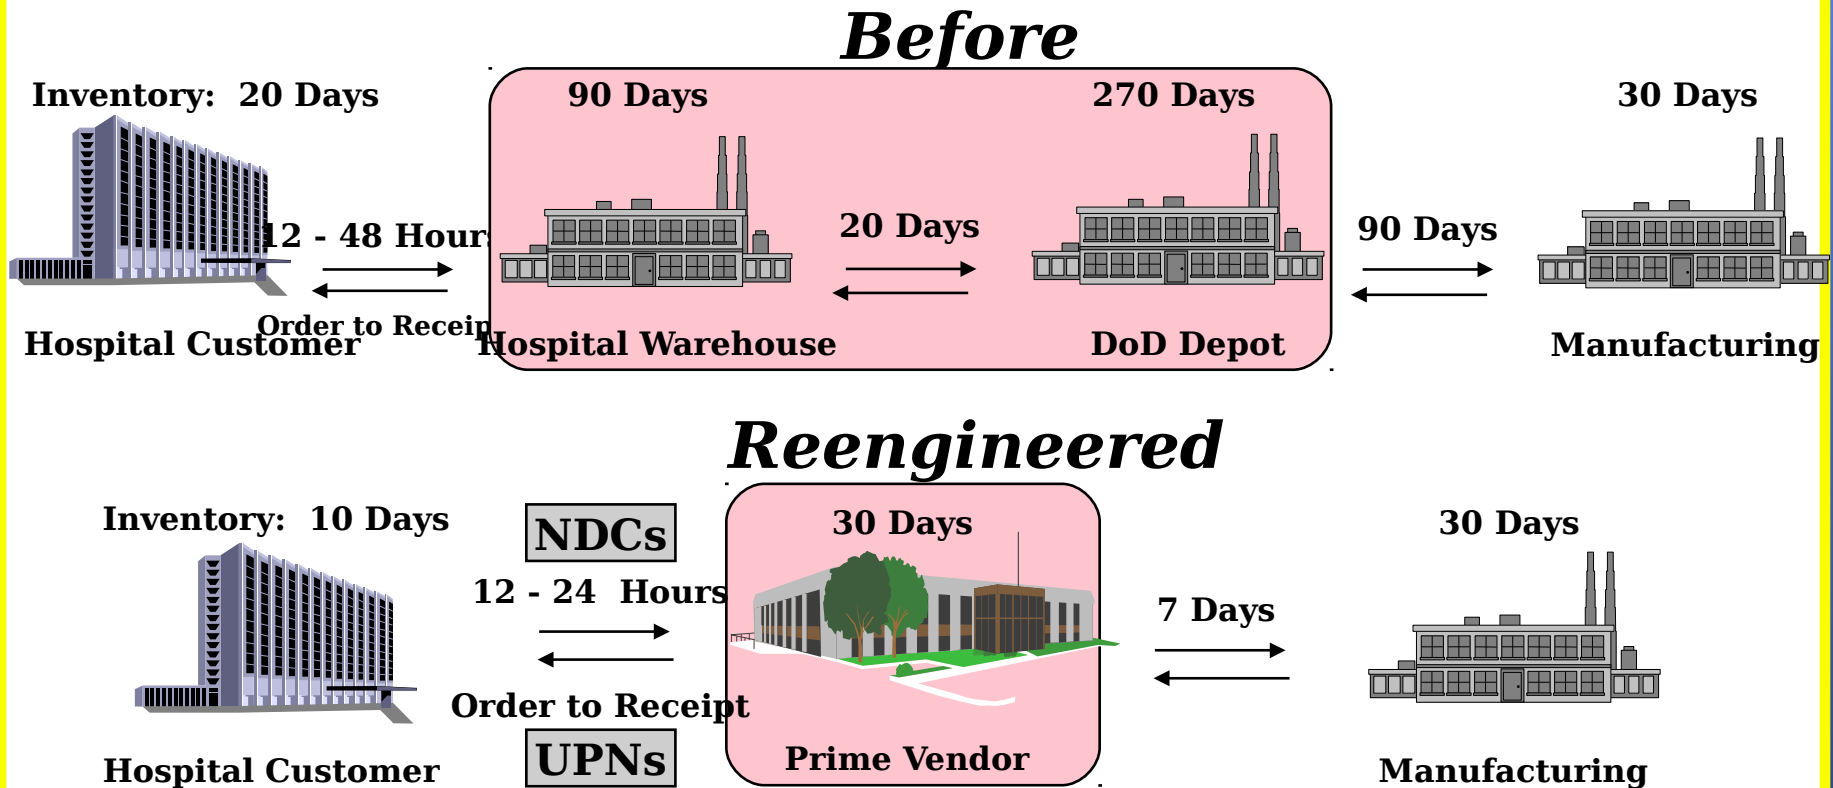 Before
Inventory:  20 Days
90 Days
270 Days
30 Days
12 - 48 Hours
20 Days
90 Days
Order to Receip
Hospital Customer
Hospital Warehouse
DoD Depot
Manufacturing
Reengineered
Inventory:  10 Days
NDCs
30 Days
30 Days
12 - 24  Hours
7 Days
Order to Receipt
UPNs
Prime Vendor
Hospital Customer
Manufacturing